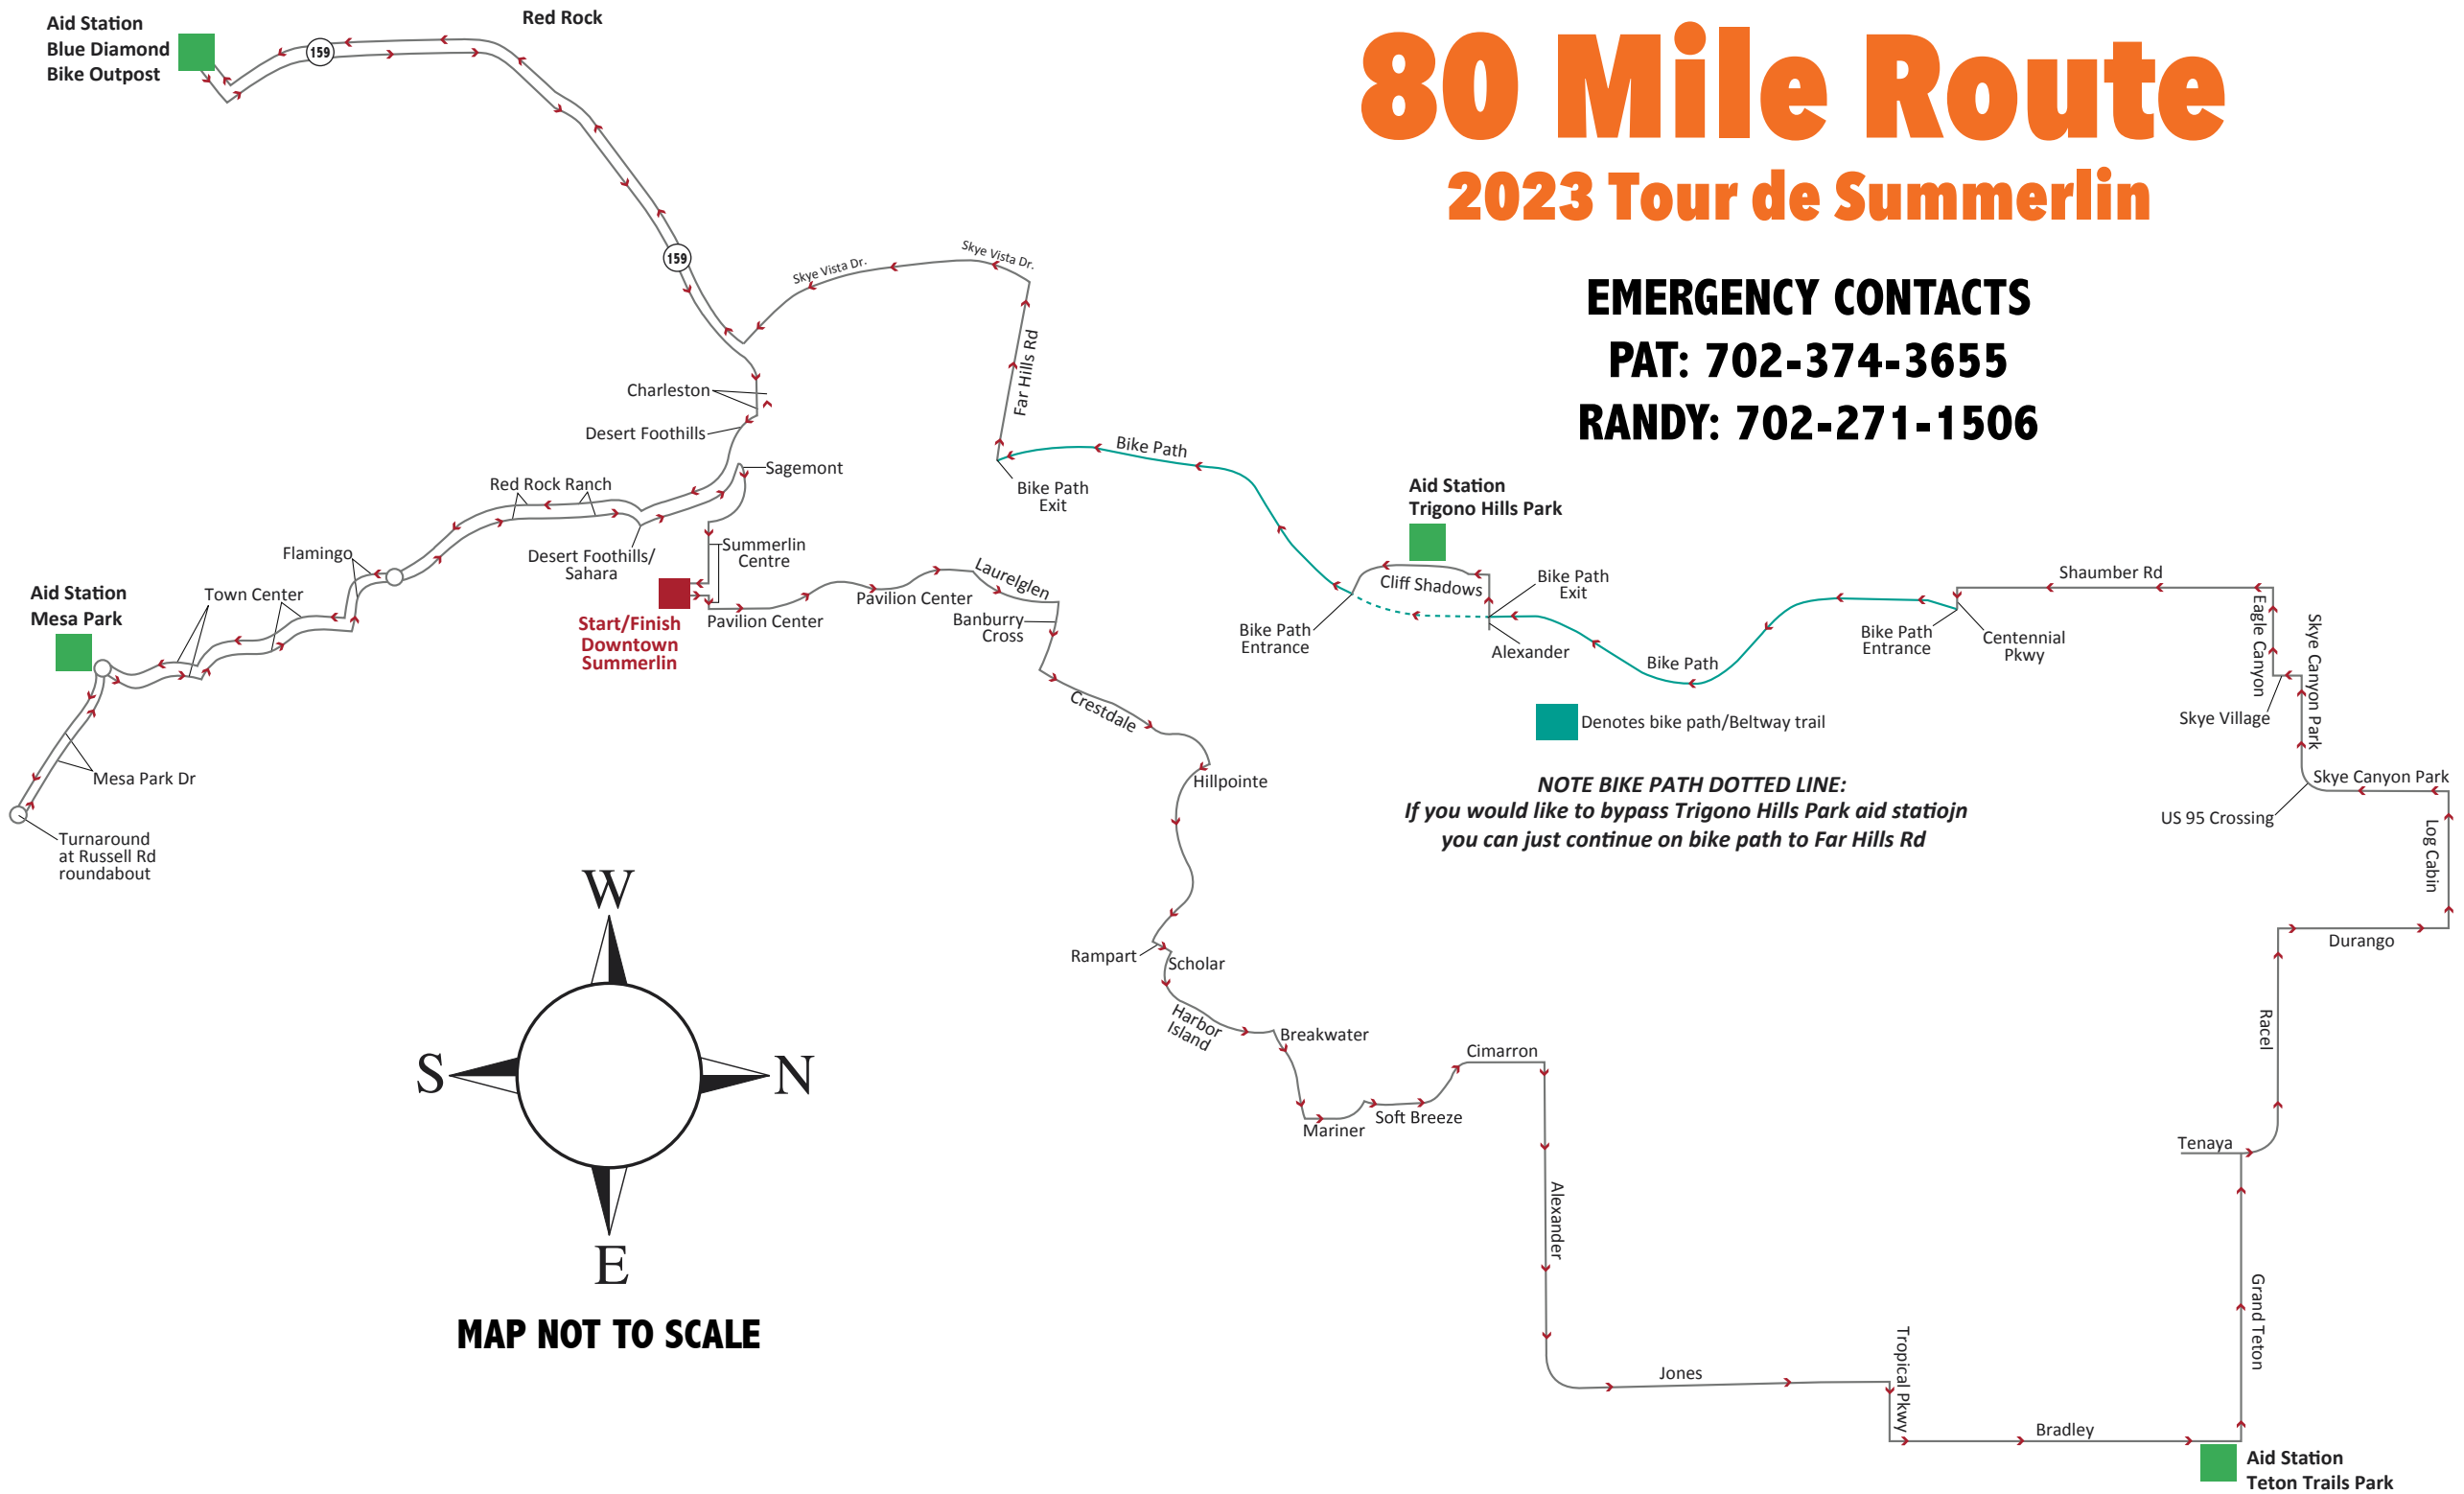 80 Mile Route
2023 Tour de Summerlin
EMERGENCY CONTACTS
PAT: 702-374-3655
RANDY: 702-271-1506
Aid Station
Blue Diamond
Bike Outpost
Red Rock
159
159
Skye Vista Dr.
Skye Vista Dr.
Far Hills Rd
Charleston
Desert Foothills
Sagemont
Red Rock Ranch
Desert Foothills/
Sahara
Flamingo
Town Center
Aid Station
Mesa Park
Mesa Park Dr
Turnaround
at Russell Rd
roundabout
Summerlin
Centre
Start/Finish
Downtown
Summerlin
Pavilion Center
Pavilion Center
Laurelglen
Banburry
Cross
Crestdale
Hillpointe
Rampart
Scholar
Harbor
Island
Breakwater
Mariner
Soft Breeze
Cimarron
Alexander
Jones
Tropical Pkwy
Bradley
Aid Station
Teton Trails Park
Grand Teton
Tenaya
Racel
Durango
Log Cabin
Skye Canyon Park
US 95 Crossing
Skye Canyon Park
Skye Village
Eagle Canyon
Shaumber Rd
Centennial
Pkwy
Bike Path
Entrance
Bike Path
Alexander
Bike Path
Exit
Cliff Shadows
Aid Station
Trigono Hills Park
Bike Path
Entrance
Bike Path
Bike Path
Exit
Denotes bike path/Beltway trail
NOTE BIKE PATH DOTTED LINE:
If you would like to bypass Trigono Hills Park aid statiojn
you can just continue on bike path to Far Hills Rd
W
S
N
E
MAP NOT TO SCALE